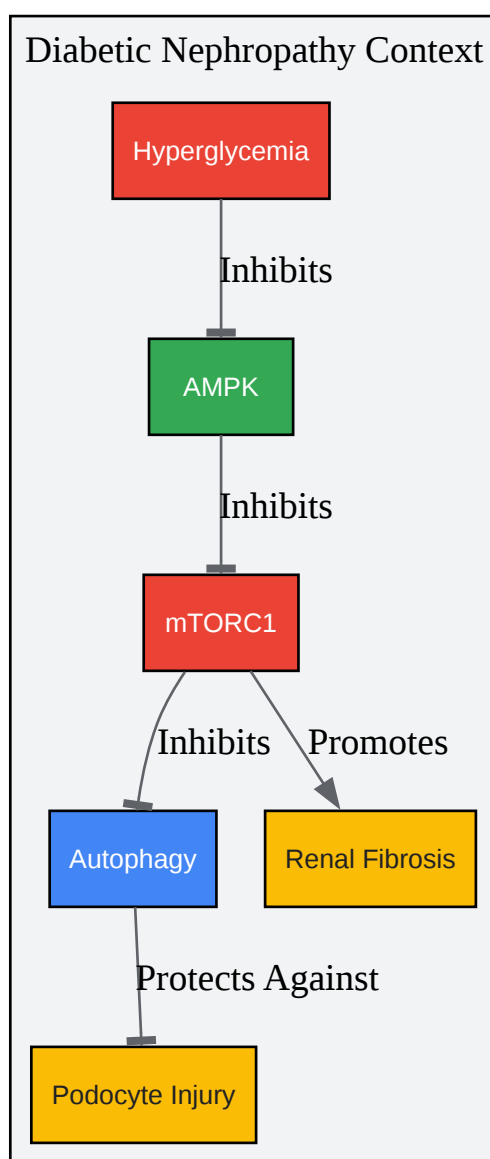 Diabetic Nephropathy Context
Hyperglycemia
Inhibits
AMPK
Inhibits
mTORC1
Inhibits
Promotes
Autophagy
Renal Fibrosis
Protects Against
Podocyte Injury